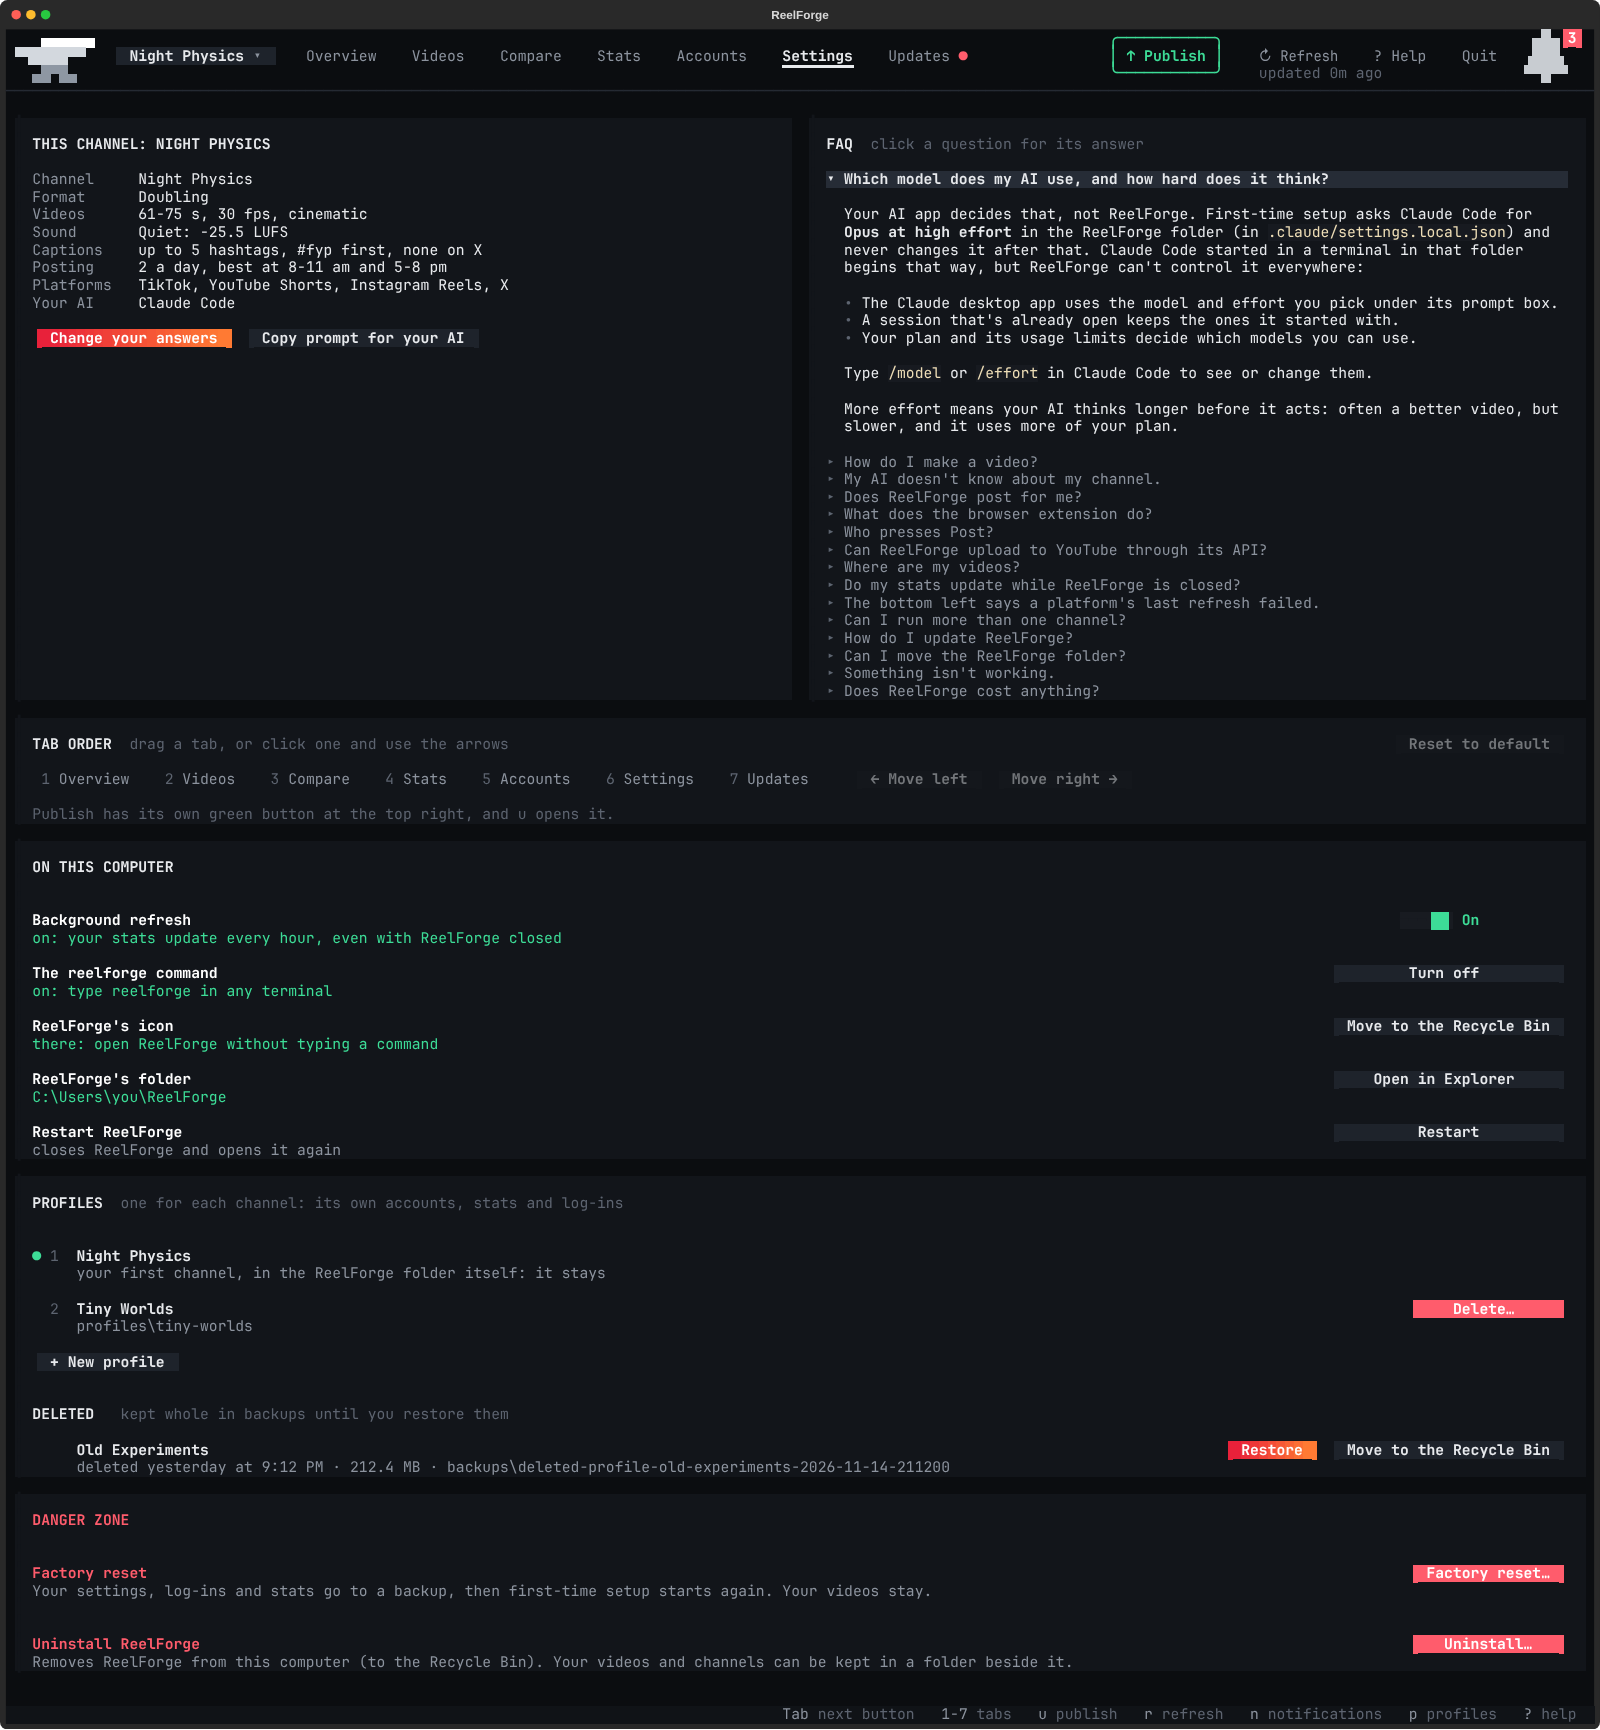 ReelForge
Night Physics ▾
Overview
Videos
Compare
Stats
Accounts
Settings
Updates ●
↑ Publish
↻ Refresh
updated 0m ago
? Help
Quit
3
THIS CHANNEL: NIGHT PHYSICS
Channel Night Physics
Format Doubling
Videos 61-75 s, 30 fps, cinematic
Sound Quiet: -25.5 LUFS
Captions up to 5 hashtags, #fyp first, none on X
Posting 2 a day, best at 8-11 am and 5-8 pm
Platforms TikTok, YouTube Shorts, Instagram Reels, X
Your AI Claude Code
Change your answers
Copy prompt for your AI
FAQ click a question for its answer
▾ Which model does my AI use, and how hard does it think?
Your AI app decides that, not ReelForge. First-time setup asks Claude Code for
Opus at high effort in the ReelForge folder (in .claude/settings.local.json) and
never changes it after that. Claude Code started in a terminal in that folder
begins that way, but ReelForge can't control it everywhere:
• The Claude desktop app uses the model and effort you pick under its prompt box.
• A session that's already open keeps the ones it started with.
• Your plan and its usage limits decide which models you can use.
Type /model or /effort in Claude Code to see or change them.
More effort means your AI thinks longer before it acts: often a better video, but
slower, and it uses more of your plan.
▸ How do I make a video?
▸ My AI doesn't know about my channel.
▸ Does ReelForge post for me?
▸ What does the browser extension do?
▸ Who presses Post?
▸ Can ReelForge upload to YouTube through its API?
▸ Where are my videos?
▸ Do my stats update while ReelForge is closed?
▸ The bottom left says a platform's last refresh failed.
▸ Can I run more than one channel?
▸ How do I update ReelForge?
▸ Can I move the ReelForge folder?
▸ Something isn't working.
▸ Does ReelForge cost anything?
TAB ORDER drag a tab, or click one and use the arrows
Reset to default
1 Overview 2 Videos 3 Compare 4 Stats 5 Accounts 6 Settings 7 Updates ← Move left Move right →
Publish has its own green button at the top right, and u opens it.
ON THIS COMPUTER
Background refresh
on: your stats update every hour, even with ReelForge closed
On
The reelforge command
on: type reelforge in any terminal
Turn off
ReelForge's icon
there: open ReelForge without typing a command
Move to the Recycle Bin
ReelForge's folder
C:\Users\you\ReelForge
Open in Explorer
Restart ReelForge
closes ReelForge and opens it again
Restart
PROFILES one for each channel: its own accounts, stats and log-ins
● 1 Night Physics
your first channel, in the ReelForge folder itself: it stays
2 Tiny Worlds
profiles\tiny-worlds
Delete…
+ New profile
DELETED kept whole in backups until you restore them
Old Experiments
deleted yesterday at 9:12 PM · 212.4 MB · backups\deleted-profile-old-experiments-2026-11-14-211200
Restore
Move to the Recycle Bin
DANGER ZONE
Factory reset
Your settings, log-ins and stats go to a backup, then first-time setup starts again. Your videos stay.
Factory reset…
Uninstall ReelForge
Removes ReelForge from this computer (to the Recycle Bin). Your videos and channels can be kept in a folder beside it.
Uninstall…
Tab next button 1-7 tabs u publish r refresh n notifications p profiles ? help